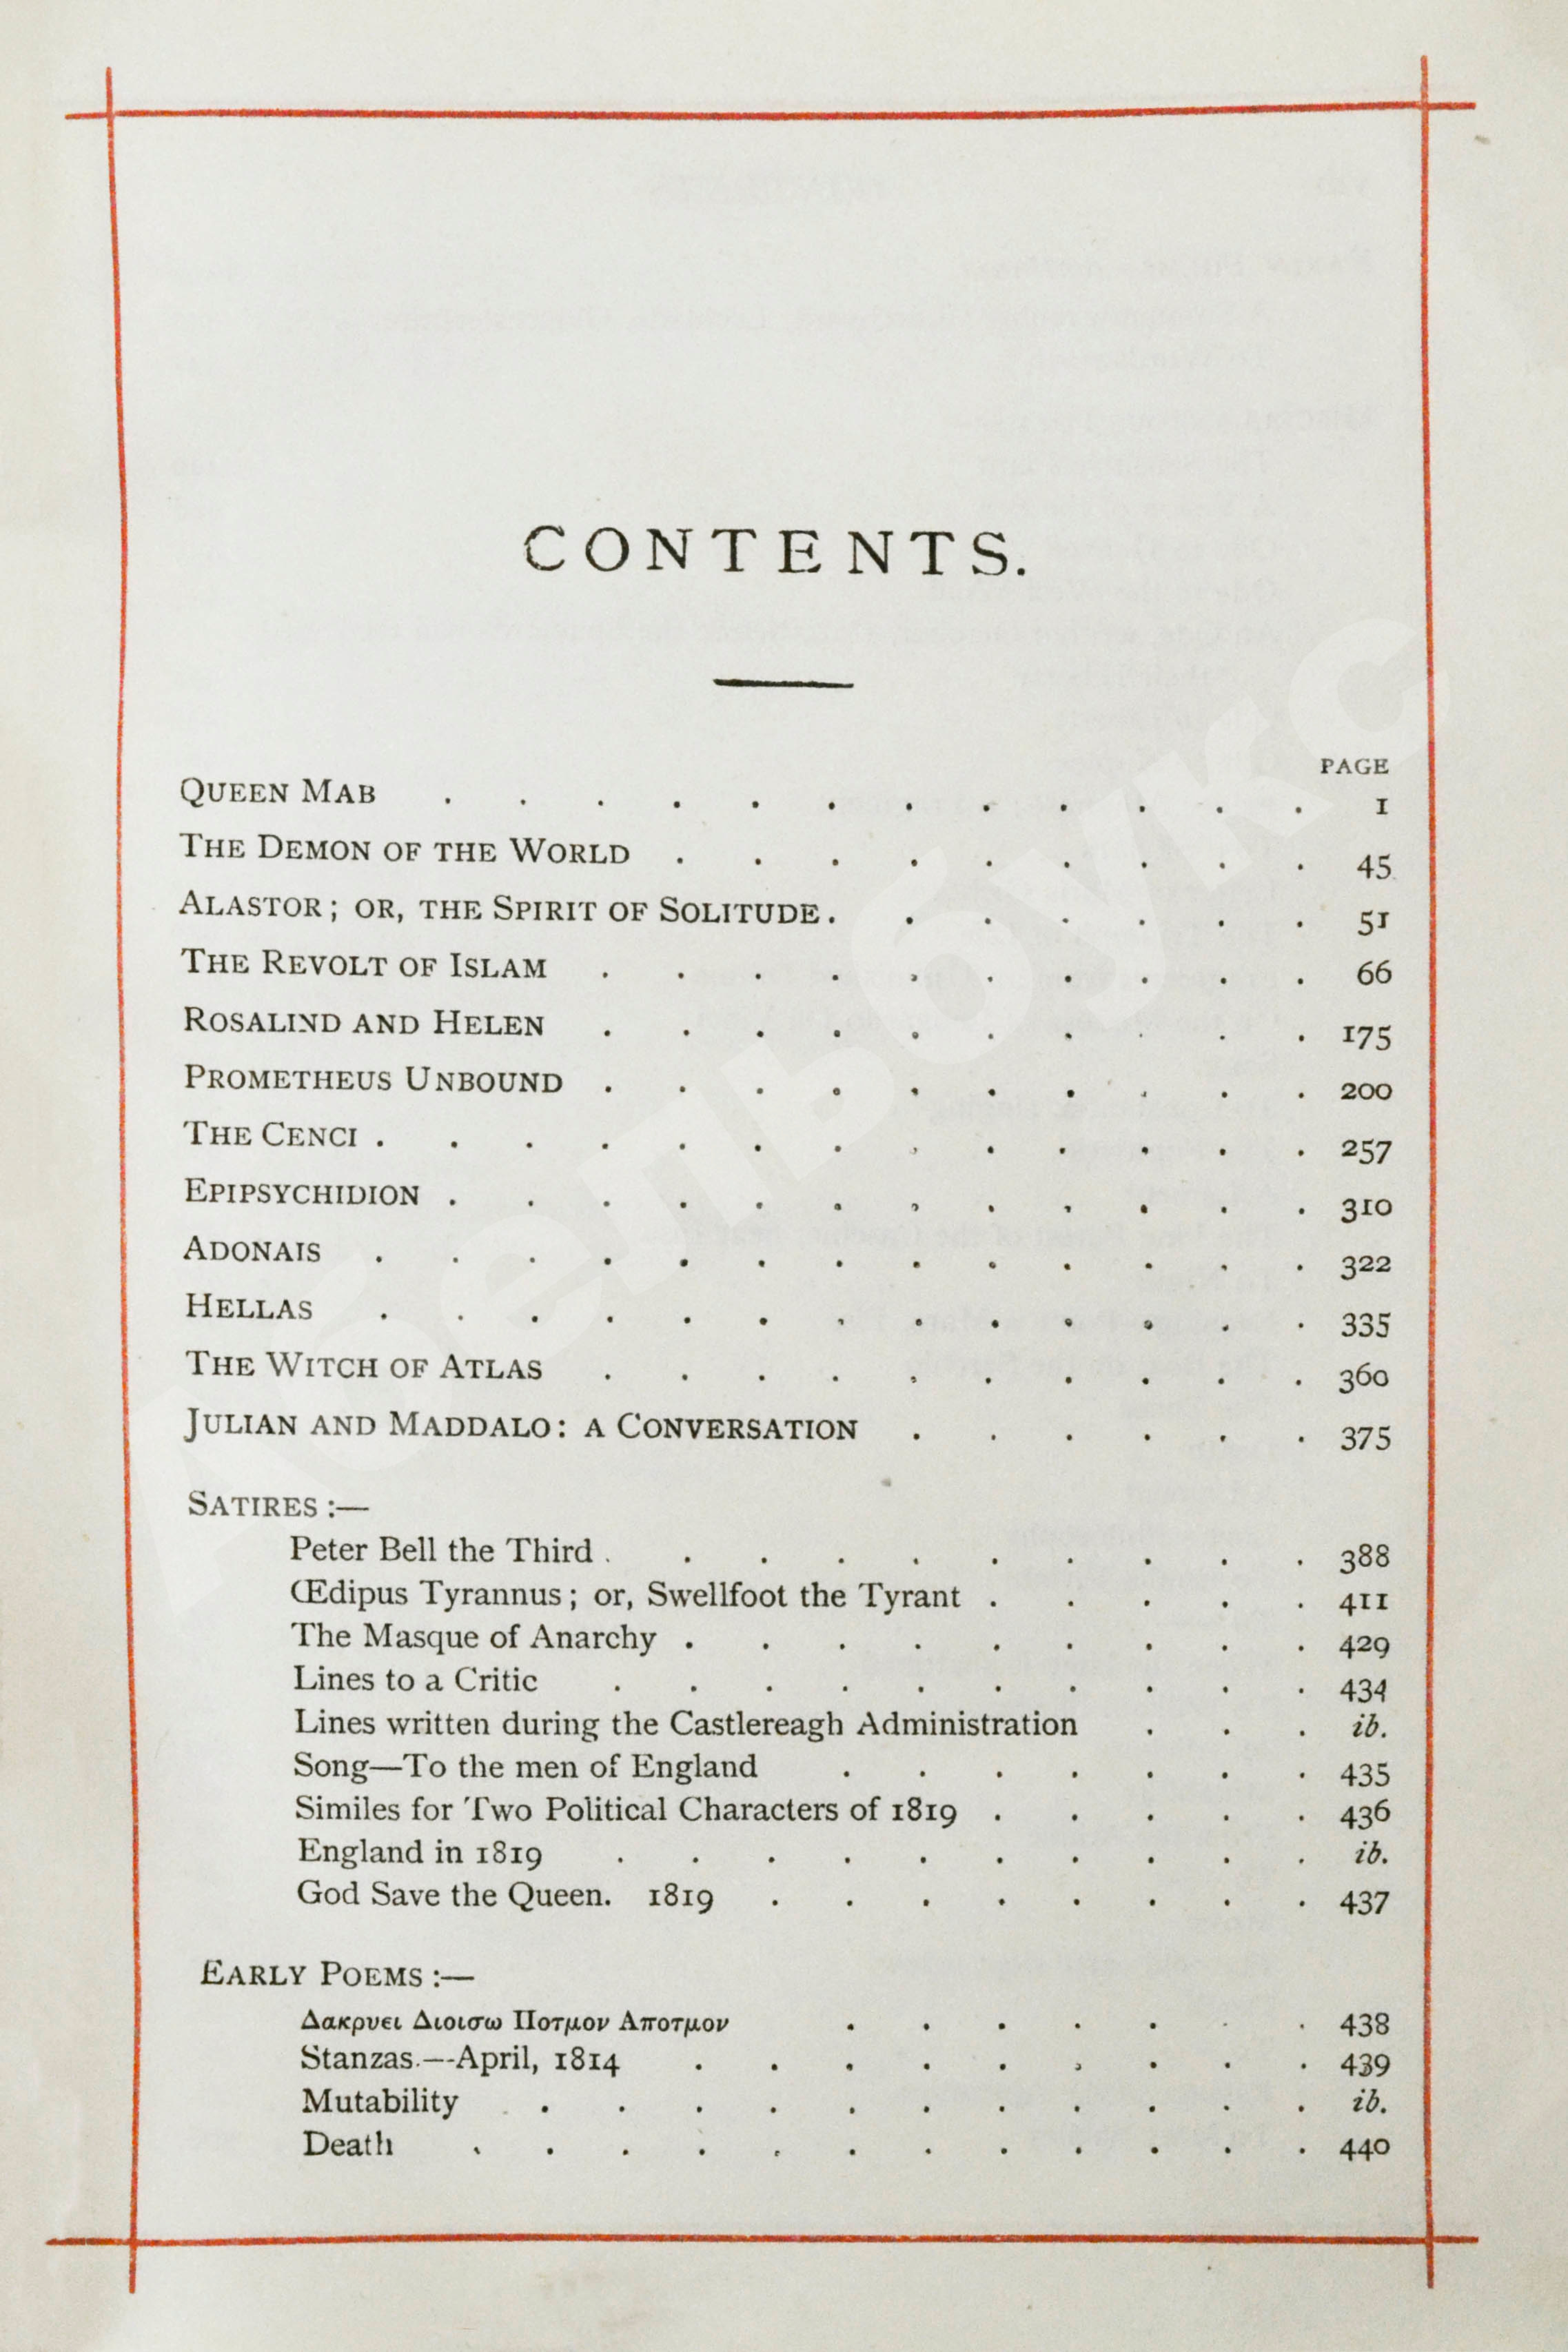 CONTENTS.
PAGE
QUEEN MAB . . . . . . . . . . . . 1
THE DEMON OF THE WORLD . . . . . . . . . 45
ALASTOR; OR, THE SPIRIT OF SOLITUDE. . . . . . . 51
THE REVOLT OF ISLAM . . . . . . . . . . 66
ROSALIND AND HELEN . . . . . . . . . . 175
PROMETHEUS UNBOUND . . . . . . . . . . 200
THE CENCI . . . . . . . . . . . . . 257
EPIPSYCHIDION . . . . . . . . . . . . 310
ADONAIS . . . . . . . . . . . . . 322
HELLAS . . . . . . . . . . . . . 335
THE WITCH OF ATLAS . . . . . . . . . . 360
JULIAN AND MADDALO: A CONVERSATION . . . . . . 375
SATIRES :—
Peter Bell the Third . . . . . . . . . . 388
Œdipus Tyrannus; or, Swellfoot the Tyrant . . . . . 411
The Masque of Anarchy . . . . . . . . . 429
Lines to a Critic . . . . . . . . . . 434
Lines written during the Castlereagh Administration . . . ib.
Song—To the men of England . . . . . . . 435
Similes for Two Political Characters of 1819 . . . . . 436
England in 1819 . . . . . . . . . . ib.
God Save the Queen. 1819 . . . . . . . . 437
EARLY POEMS :—
Δακρυει Διοισω Ποτμον Αποτμον . . . . . . . 438
Stanzas.—April, 1814 . . . . . . . . . 439
Mutability . . . . . . . . . . . ib.
Death . . . . . . . . . . . . 440